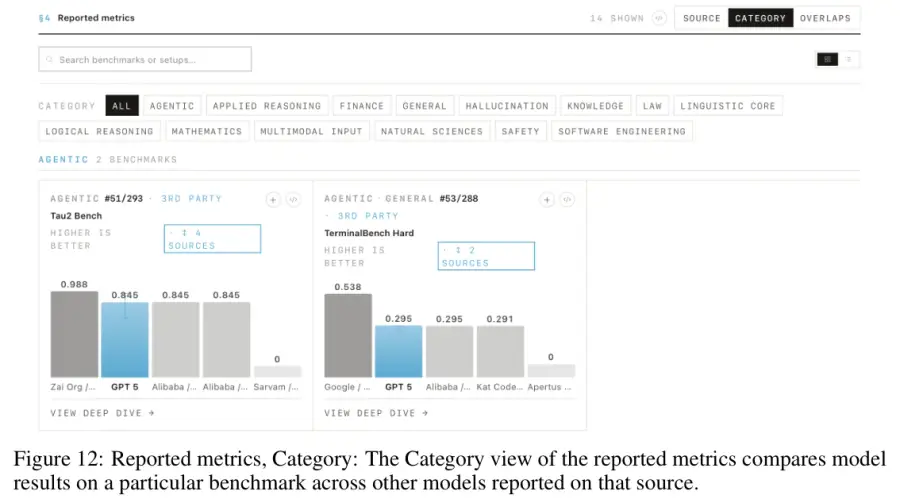 §4 Reported metrics
14 SHOWN </> SOURCE CATEGORY OVERLAPS
Search benchmarks or setups...
CATEGORY ALL AGENTIC APPLIED REASONING FINANCE GENERAL HALLUCINATION KNOWLEDGE LAW LINGUISTIC CORE
LOGICAL REASONING MATHEMATICS MULTIMODAL INPUT NATURAL SCIENCES SAFETY SOFTWARE ENGINEERING
AGENTIC 2 BENCHMARKS
AGENTIC #51/293 · 3RD PARTY + </>
Tau2 Bench
HIGHER IS
BETTER
· ‡ 4
SOURCES
0.988 0.845 0.845 0.845 0
Zai Org /... GPT 5 Alibaba /... Alibaba /... Sarvam /...
VIEW DEEP DIVE →
AGENTIC · GENERAL #53/288 + </>
· 3RD PARTY
TerminalBench Hard
HIGHER IS
BETTER
· ‡ 2
SOURCES
0.538 0.295 0.295 0.291 0
Google / ... GPT 5 Alibaba /... Kat Code... Apertus ...
VIEW DEEP DIVE →
Figure 12: Reported metrics, Category: The Category view of the reported metrics compares model
results on a particular benchmark across other models reported on that source.